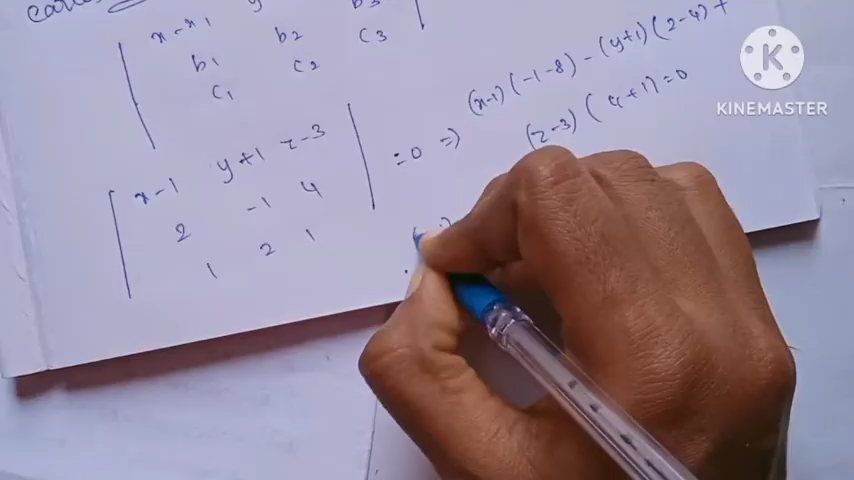 x-x₁ y b₃
b₁ b₂ c₃
c₁ c₂
| x-1 y+1 z-3 | = 0 ⇒ (x-1)(-1-8) - (y+1)(2-4) +
2 -1 4 (z-3)(4+1)=0
1 2 1
KINEMASTER